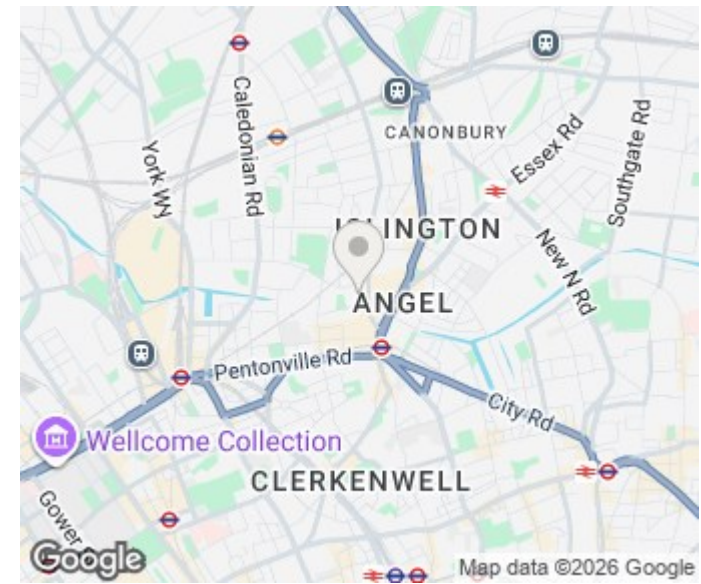 Caledonian Rd
York WY
CANONBURY
Essex Rd
Southgate Rd
ISLINGTON
New N Rd
ANGEL
Pentonville Rd
City Rd
Wellcome Collection
CLERKENWELL
Gower
Google
Map data ©2026 Google